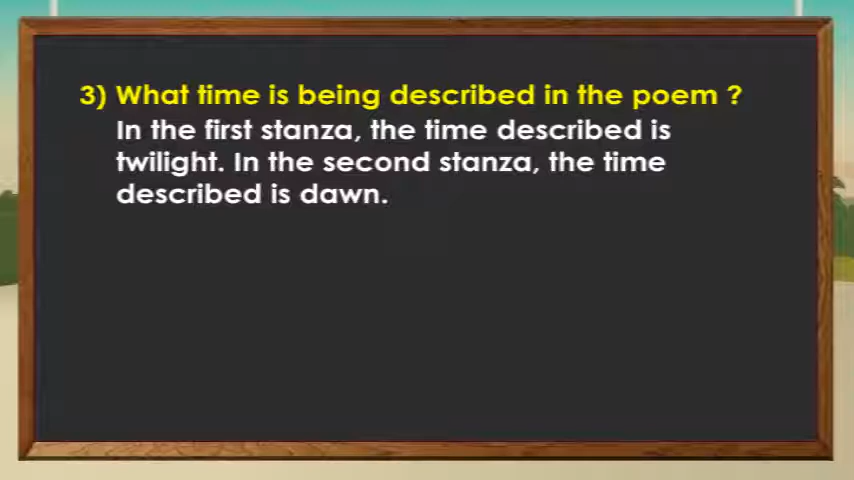 3) What time is being described in the poem ?
In the first stanza, the time described is
twilight. In the second stanza, the time
described is dawn.